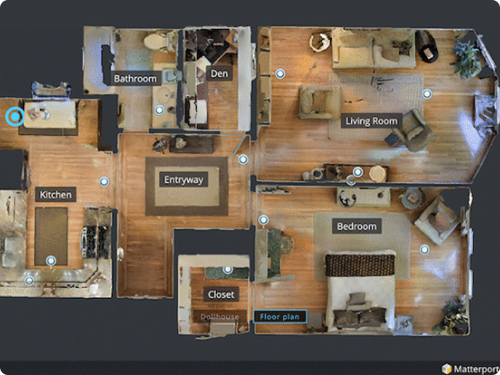 Bathroom
Den
Living Room
Kitchen
Entryway
Bedroom
Closet
Dollhouse
Floor plan
Matterport